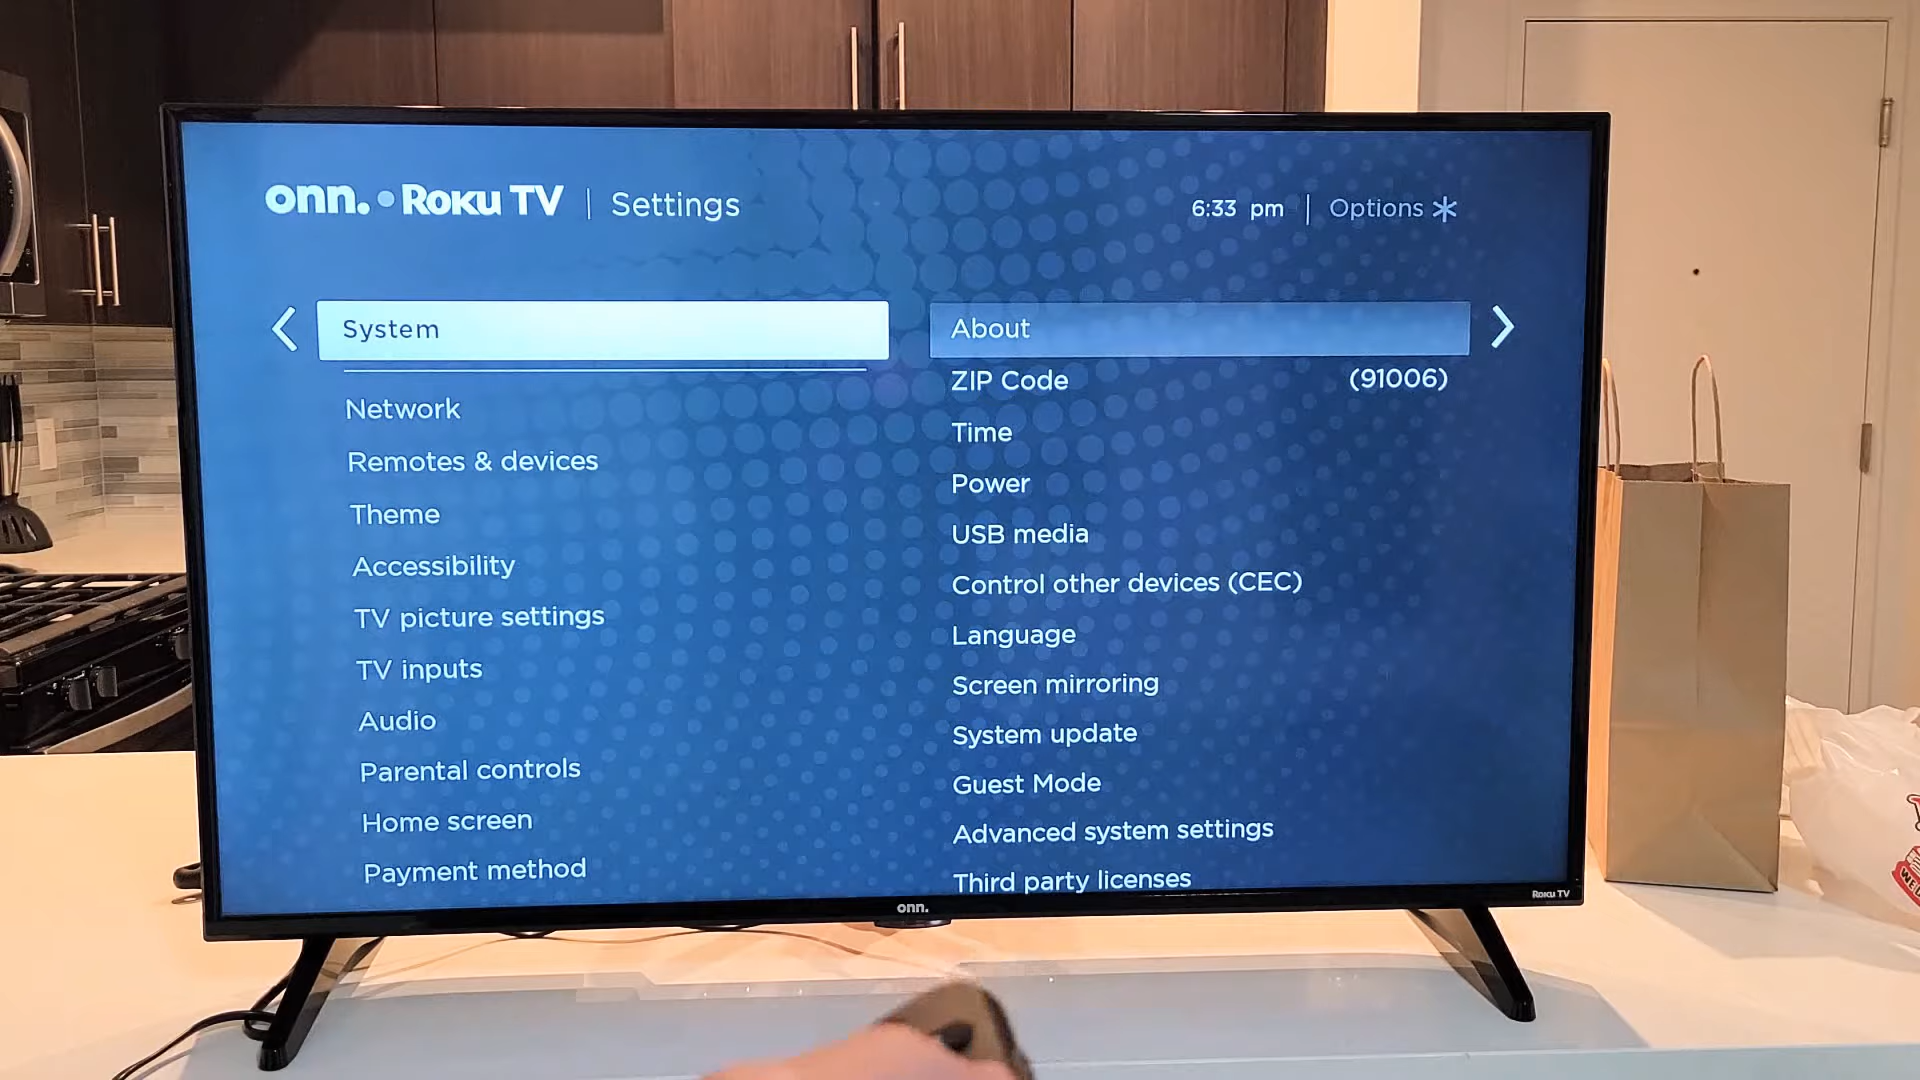 onn. • Roku TV | Settings
6:33 pm | Options *
System
Network
Remotes & devices
Theme
Accessibility
TV picture settings
TV inputs
Audio
Parental controls
Home screen
Payment method
About
ZIP Code (91006)
Time
Power
USB media
Control other devices (CEC)
Language
Screen mirroring
System update
Guest Mode
Advanced system settings
Third party licenses
onn.
Roku TV